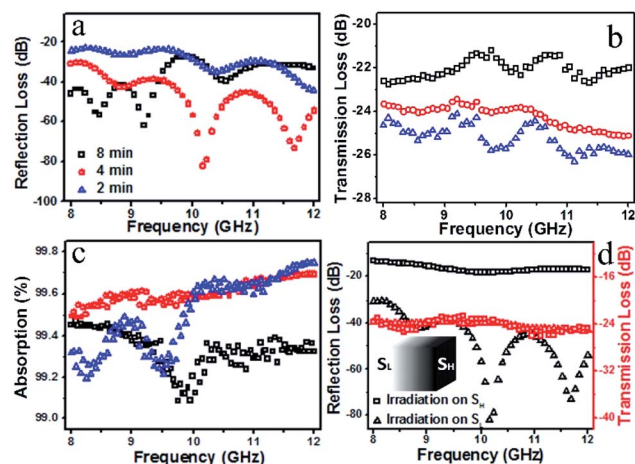 a
Reflection Loss (dB)
-20
-40
-60
-80
-100
8 min
4 min
2 min
8 9 10 11 12
Frequency (GHz)
b
Transmission Loss (dB)
-20
-22
-24
-26
-28
8 9 10 11 12
Frequency (GHz)
c
Absorption (%)
99.8
99.6
99.4
99.2
99.0
8 9 10 11 12
Frequency (GHz)
d
Reflection Loss (dB)
-20
-40
-60
-80
SL
SH
Irradiation on SH
Irradiation on SL
8 9 10 11 12
Frequency (GHz)
-16
-24
-32
-40
Transmission Loss (dB)